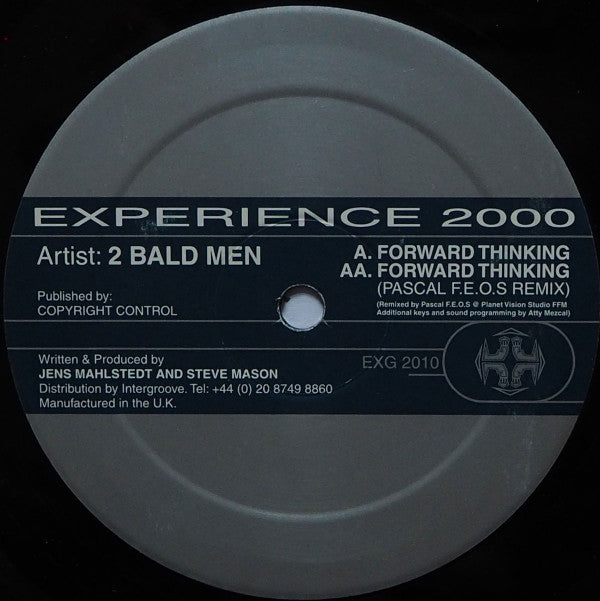 EXPERIENCE 2000
Artist: 2 BALD MEN
A. FORWARD THINKING
AA. FORWARD THINKING
(PASCAL F.E.O.S REMIX)
(Remixed by Pascal F.E.O.S @ Planet Vision Studio FFM
Additional keys and sound programming by Atty Mezcal)
Published by:
COPYRIGHT CONTROL
Written & Produced by
JENS MAHLSTEDT AND STEVE MASON
Distribution by Intergroove. Tel: +44 (0) 20 8749 8860
Manufactured in the U.K.
EXG 2010